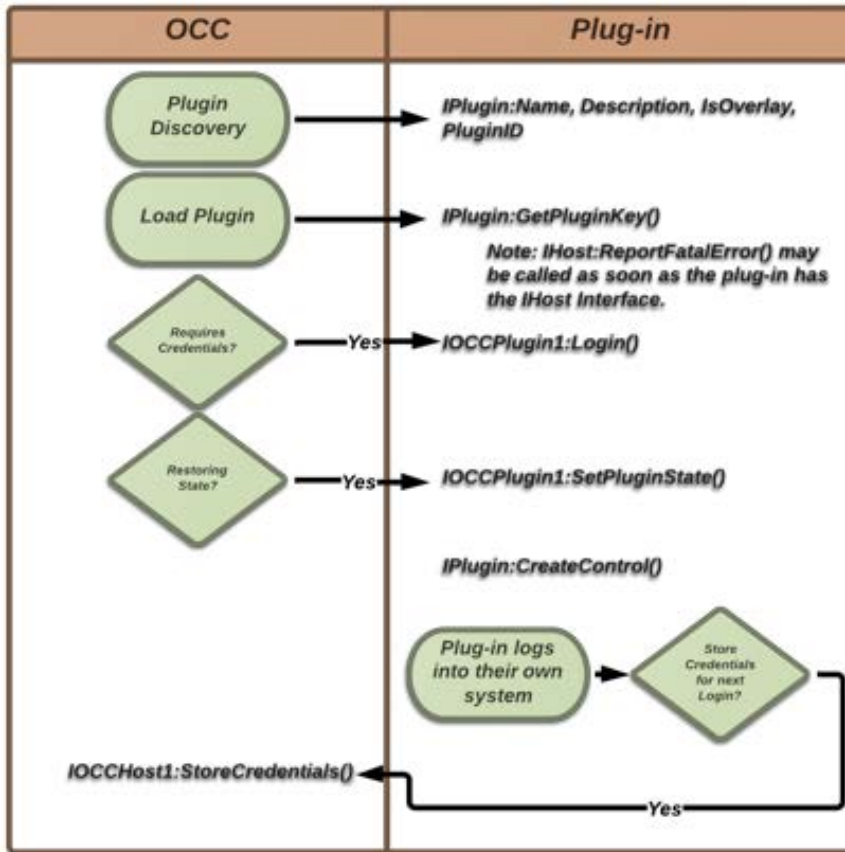 OCC
Plug-in
Plugin
Discovery
IPlugin:Name, Description, IsOverlay,
PluginID
Load Plugin
IPlugin:GetPluginKey()
Note: IHost:ReportFatalError() may
be called as soon as the plug-in has
the IHost Interface.
Requires
Credentials?
Yes
IOCCPlugin1:Login()
Restoring
State?
Yes
IOCCPlugin1:SetPluginState()
IPlugin:CreateControl()
Plug-in logs
into their own
system
Store
Credentials
for next
Login?
IOCCHost1:StoreCredentials()
Yes